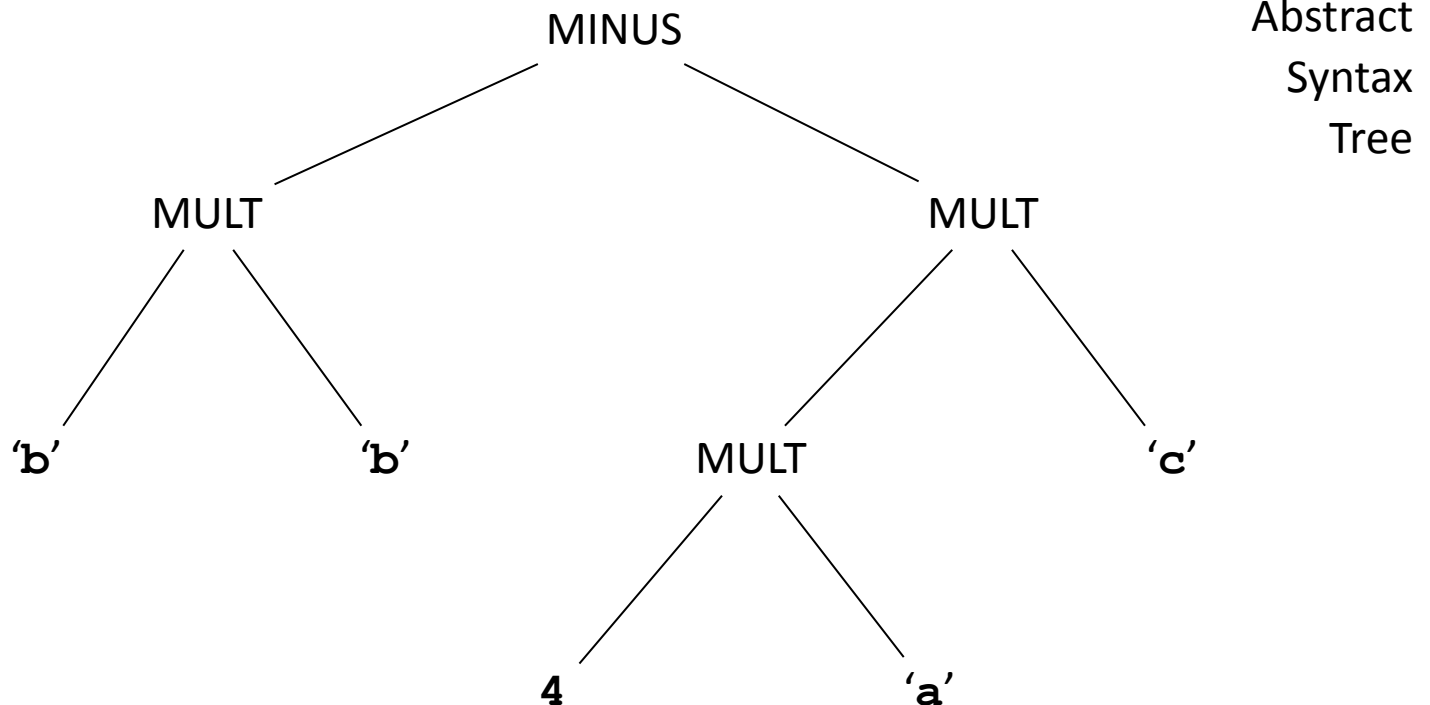 MINUS
Abstract
Syntax
Tree
MULT
MULT
‘b’
‘b’
MULT
‘c’
4
‘a’